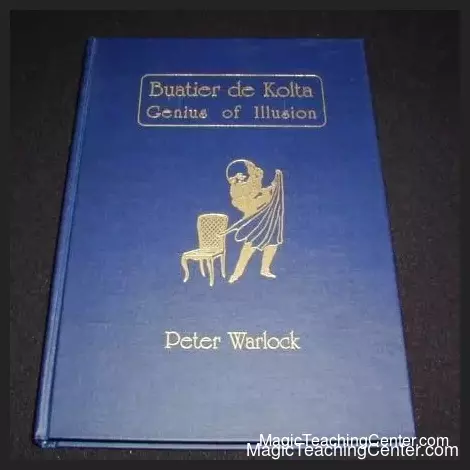 Buatier de Kolta
Genius of Illusion
Peter Warlock
MagicTeachingCenter.com
MagicTeachingCenter.com